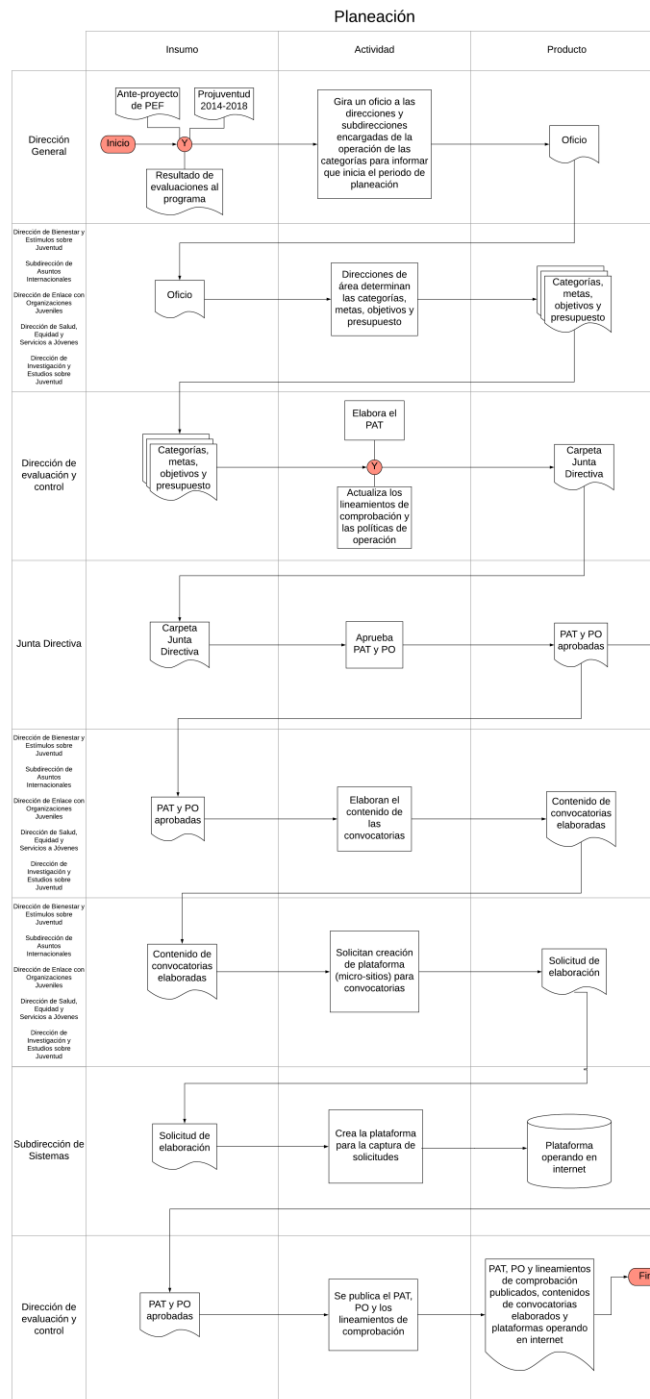 Planeación
Insumo
Actividad
Producto
Dirección
General
Ante-proyecto
de PEF
Projuventud
2014-2018
Inicio
Y
Resultado de
evaluaciones al
programa
Gira un oficio a las
direcciones y
subdirecciones
encargadas de la
operación de las
categorías para informar
que inicia el periodo de
planeación
Oficio
Dirección de Bienestar y
Estímulos sobre
Juventud
Subdirección de
Asuntos
Internacionales
Dirección de Enlace con
Organizaciones
Juveniles
Dirección de Salud,
Equidad y
Servicios a Jóvenes
Dirección de
Investigación y
Estudios sobre
Juventud
Oficio
Direcciones de
área determinan
las categorías,
metas, objetivos y
presupuesto
Categorías,
metas,
objetivos y
presupuesto
Dirección de
evaluación y
control
Categorías,
metas,
objetivos y
presupuesto
Elabora el
PAT
Y
Actualiza los
lineamientos de
comprobación y
las políticas de
operación
Carpeta
Junta
Directiva
Junta Directiva
Carpeta
Junta
Directiva
Aprueba
PAT y PO
PAT y PO
aprobadas
Dirección de Bienestar y
Estímulos sobre
Juventud
Subdirección de
Asuntos
Internacionales
Dirección de Enlace con
Organizaciones
Juveniles
Dirección de Salud,
Equidad y
Servicios a Jóvenes
Dirección de
Investigación y
Estudios sobre
Juventud
PAT y PO
aprobadas
Elaboran el
contenido de
las
convocatorias
Contenido de
convocatorias
elaboradas
Dirección de Bienestar y
Estímulos sobre
Juventud
Subdirección de
Asuntos
Internacionales
Dirección de Enlace con
Organizaciones
Juveniles
Dirección de Salud,
Equidad y
Servicios a Jóvenes
Dirección de
Investigación y
Estudios sobre
Juventud
Contenido de
convocatorias
elaboradas
Solicitan creación
de plataforma
(micro-sitios) para
convocatorias
Solicitud de
elaboración
Subdirección de
Sistemas
Solicitud de
elaboración
Crea la plataforma
para la captura de
solicitudes
Plataforma
operando en
internet
Dirección de
evaluación y
control
PAT y PO
aprobadas
Se publica el PAT,
PO y los
lineamientos de
comprobación
PAT, PO y lineamientos
de comprobación
publicados, contenidos
de convocatorias
elaborados y
plataformas operando
en internet
Fin